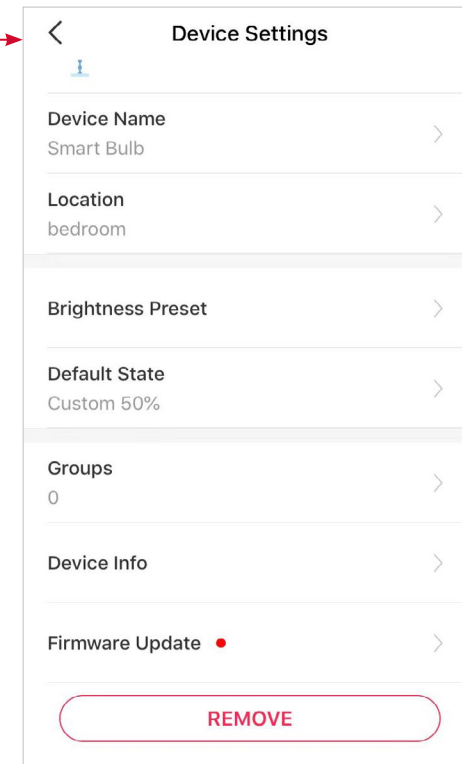 Device Settings
Device Name
Smart Bulb
Location
bedroom
Brightness Preset
Default State
Custom 50%
Groups
0
Device Info
Firmware Update
REMOVE